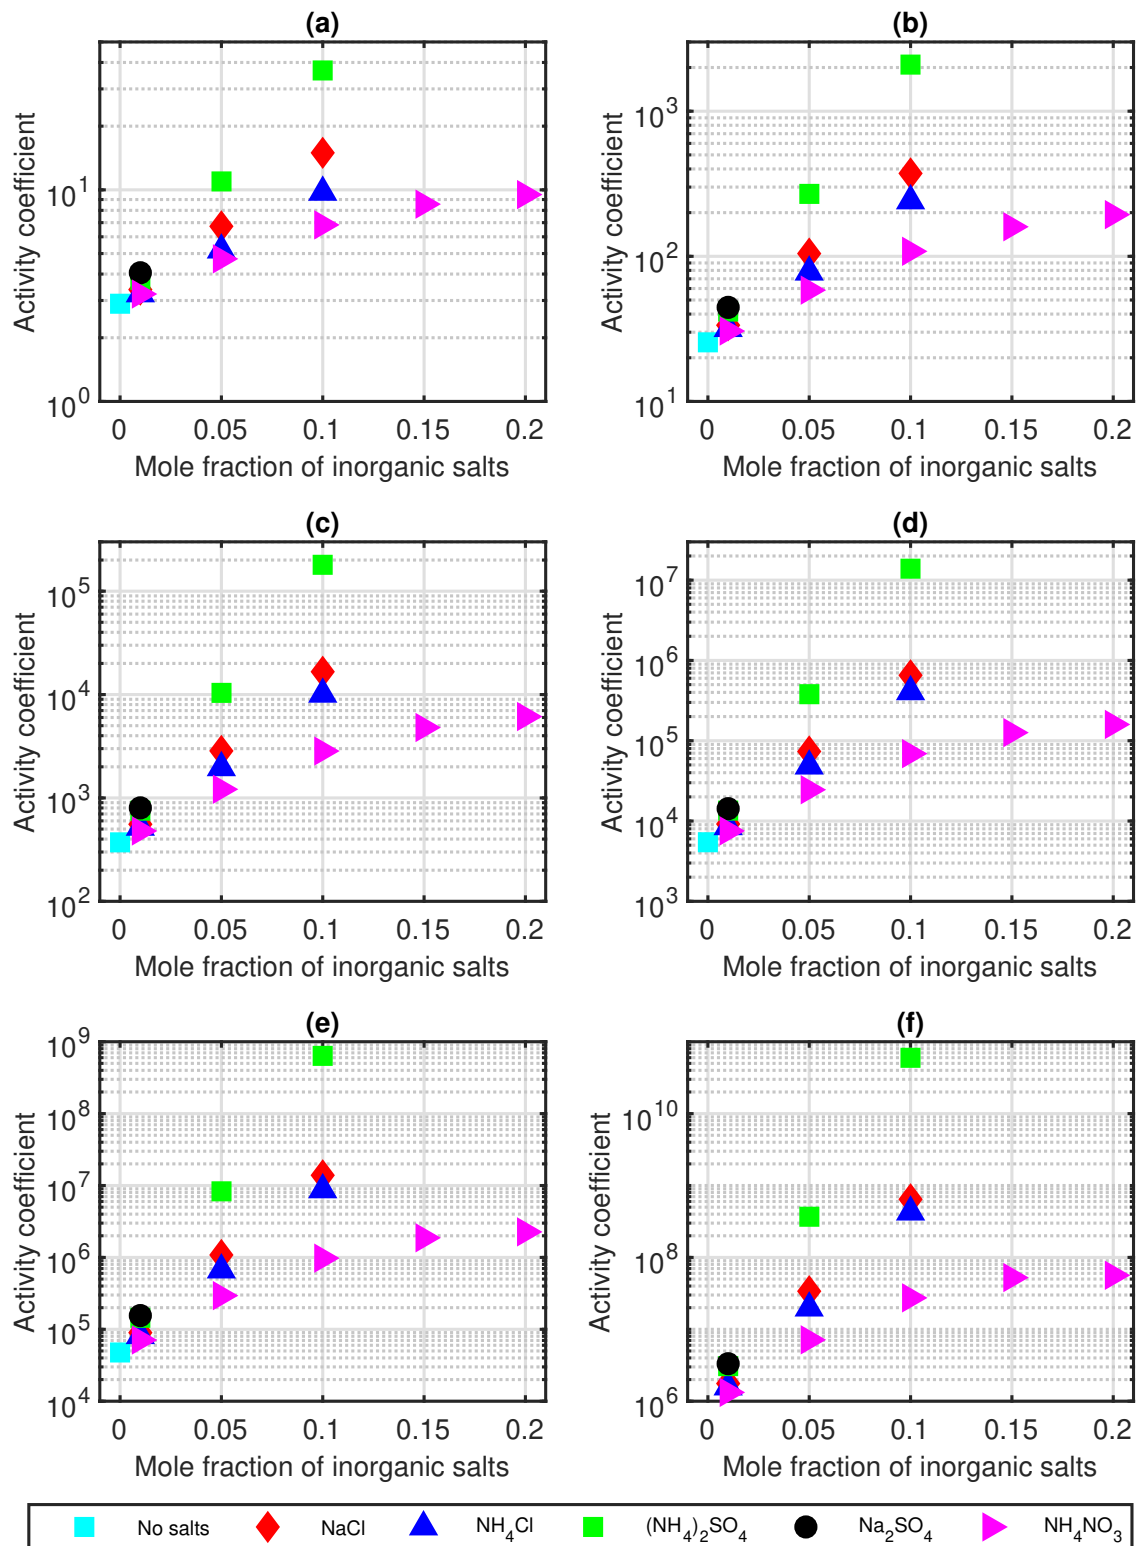 (a)
Activity coefficient
10^1
10^0
0 0.05 0.1 0.15 0.2
Mole fraction of inorganic salts
(b)
Activity coefficient
10^3
10^2
10^1
0 0.05 0.1 0.15 0.2
Mole fraction of inorganic salts
(c)
Activity coefficient
10^5
10^4
10^3
10^2
0 0.05 0.1 0.15 0.2
Mole fraction of inorganic salts
(d)
Activity coefficient
10^7
10^6
10^5
10^4
10^3
0 0.05 0.1 0.15 0.2
Mole fraction of inorganic salts
(e)
Activity coefficient
10^9
10^8
10^7
10^6
10^5
10^4
0 0.05 0.1 0.15 0.2
Mole fraction of inorganic salts
(f)
Activity coefficient
10^10
10^8
10^6
0 0.05 0.1 0.15 0.2
Mole fraction of inorganic salts
No salts NaCl NH_4Cl (NH_4)_2SO_4 Na_2SO_4 NH_4NO_3